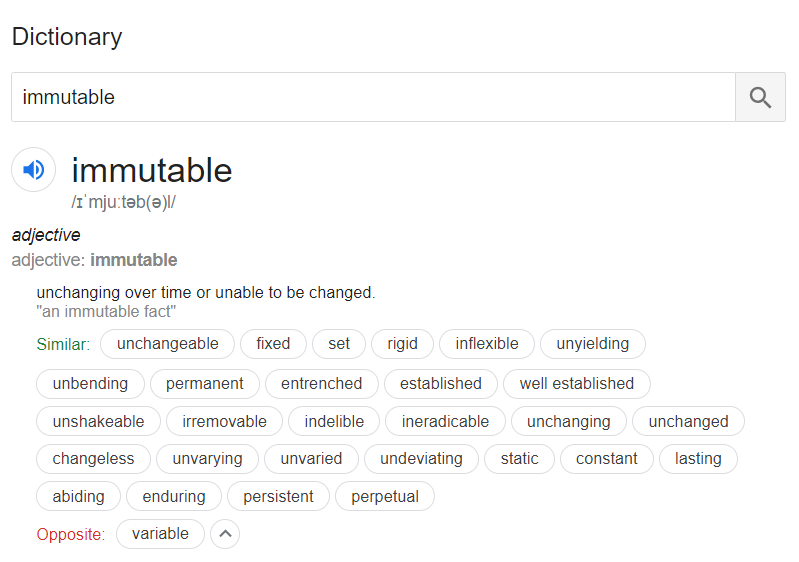 Dictionary
immutable
immutable
/ɪˈmjuːtəb(ə)l/
adjective
adjective: immutable
unchanging over time or unable to be changed.
"an immutable fact"
Similar: unchangeable fixed set rigid inflexible unyielding
unbending permanent entrenched established well established
unshakeable irremovable indelible ineradicable unchanging unchanged
changeless unvarying unvaried undeviating static constant lasting
abiding enduring persistent perpetual
Opposite: variable